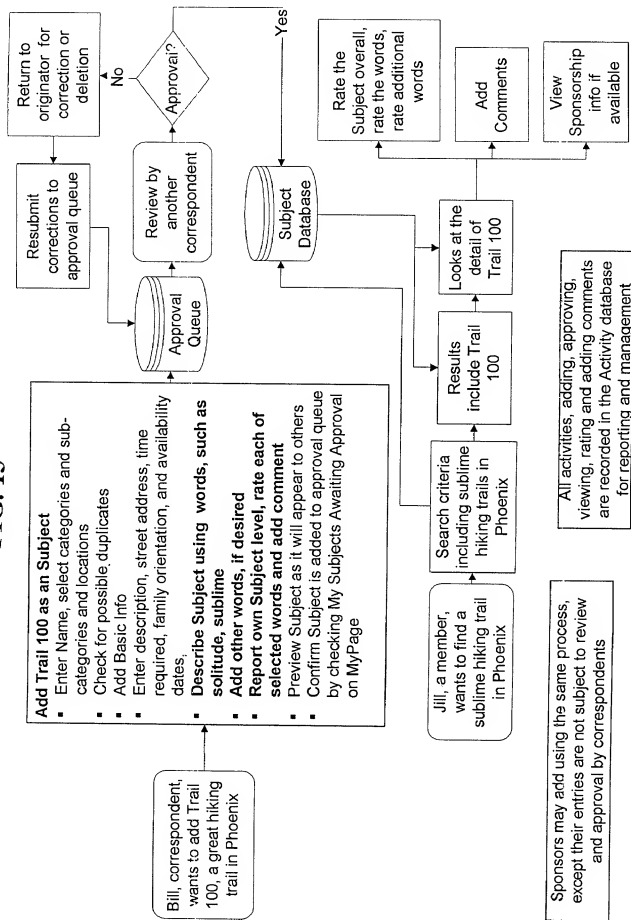 FIG.
Bill, correspondent,
wants to add Trail
100, a great hiking
trail in Phoenix
Add Trail 100 as an Subject
▪ Enter Name, select categories and sub-
categories and locations
▪ Check for possible duplicates
▪ Add Basic Info
▪ Enter description, street address, time
required, family orientation, and availability
dates,
▪ Describe Subject using words, such as
solitude, sublime
▪ Add other words, if desired
▪ Report own Subject level, rate each of
selected words and add comment
▪ Preview Subject as it will appear to others
▪ Confirm Subject is added to approval queue
by checking My Subjects Awaiting Approval
on MyPage
Approval
Queue
Resubmit
corrections to
approval queue
Return to
originator for
correction or
deletion
Review by
another
correspondent
No
Approval?
Yes
Subject
Database
Jill, a member,
wants to find a
sublime hiking trail
in Phoenix
Search criteria
including sublime
hiking trails in
Phoenix
Results
include Trail
100
Looks at the
detail of
Trail 100
Rate the
Subject overall,
rate the words,
rate additional
words
Add
Comments
View
Sponsorship
info if
available
Sponsors may add using the same process,
except their entries are not subject to review
and approval by correspondents
All activities, adding, approving,
viewing, rating and adding comments
are recorded in the Activity database
for reporting and management